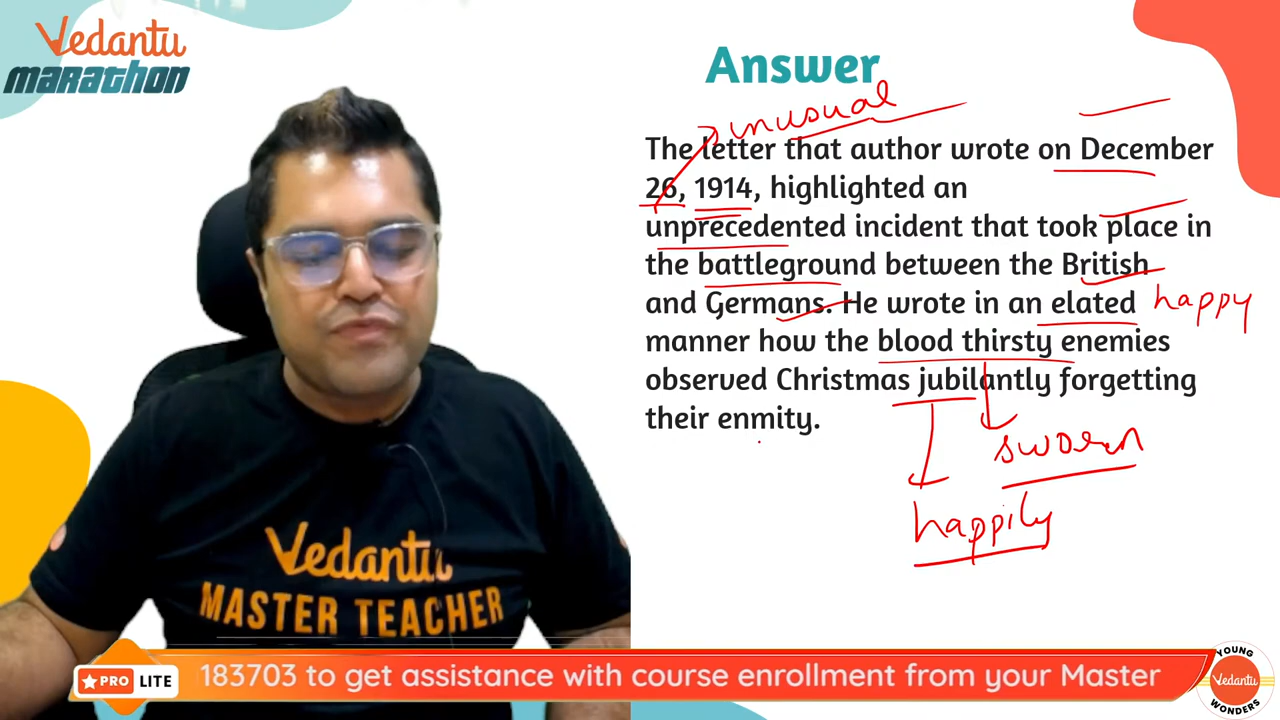 Vedantu
MARATHON
Answer
unusual
The letter that author wrote on December
26, 1914, highlighted an
unprecedented incident that took place in
the battleground between the British
and Germans. He wrote in an elated
happy
manner how the blood thirsty enemies
observed Christmas jubilantly forgetting
their enmity.
sworn
happily
Vedantu
MASTER TEACHER
PRO LITE
183703 to get assistance with course enrollment from your Master
YOUNG
Vedantu
WONDERS